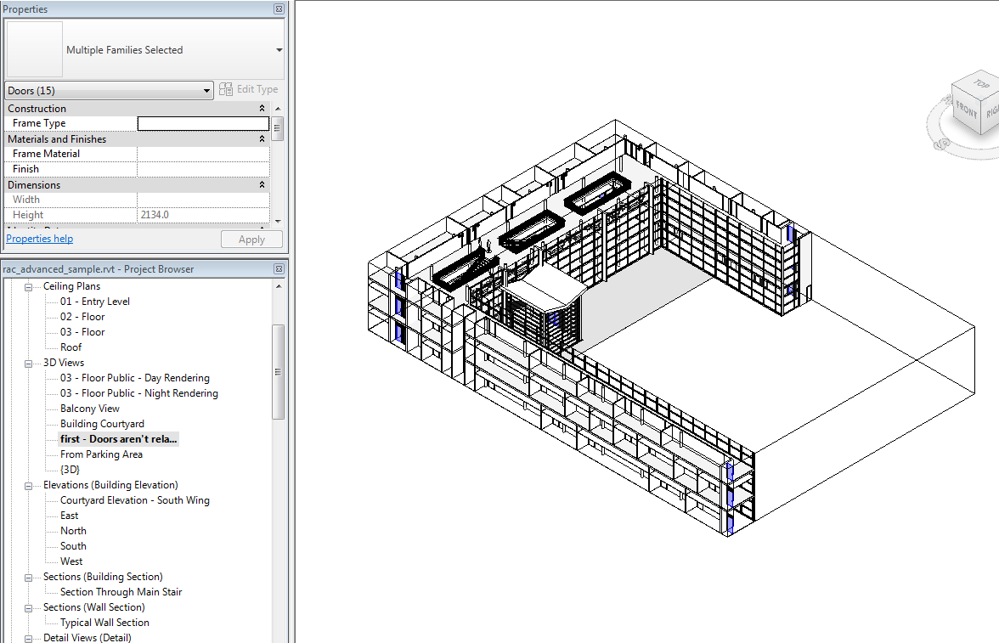 Properties
Multiple Families Selected
Doors (15)
Edit Type
Construction
Frame Type
Materials and Finishes
Frame Material
Finish
Dimensions
Width
Height 2134.0
Properties help
Apply
rac_advanced_sample.rvt - Project Browser
Ceiling Plans
01 - Entry Level
02 - Floor
03 - Floor
Roof
3D Views
03 - Floor Public - Day Rendering
03 - Floor Public - Night Rendering
Balcony View
Building Courtyard
first - Doors aren't rela...
From Parking Area
{3D}
Elevations (Building Elevation)
Courtyard Elevation - South Wing
East
North
South
West
Sections (Building Section)
Section Through Main Stair
Sections (Wall Section)
Typical Wall Section
Detail Views (Detail)
TOP
FRONT